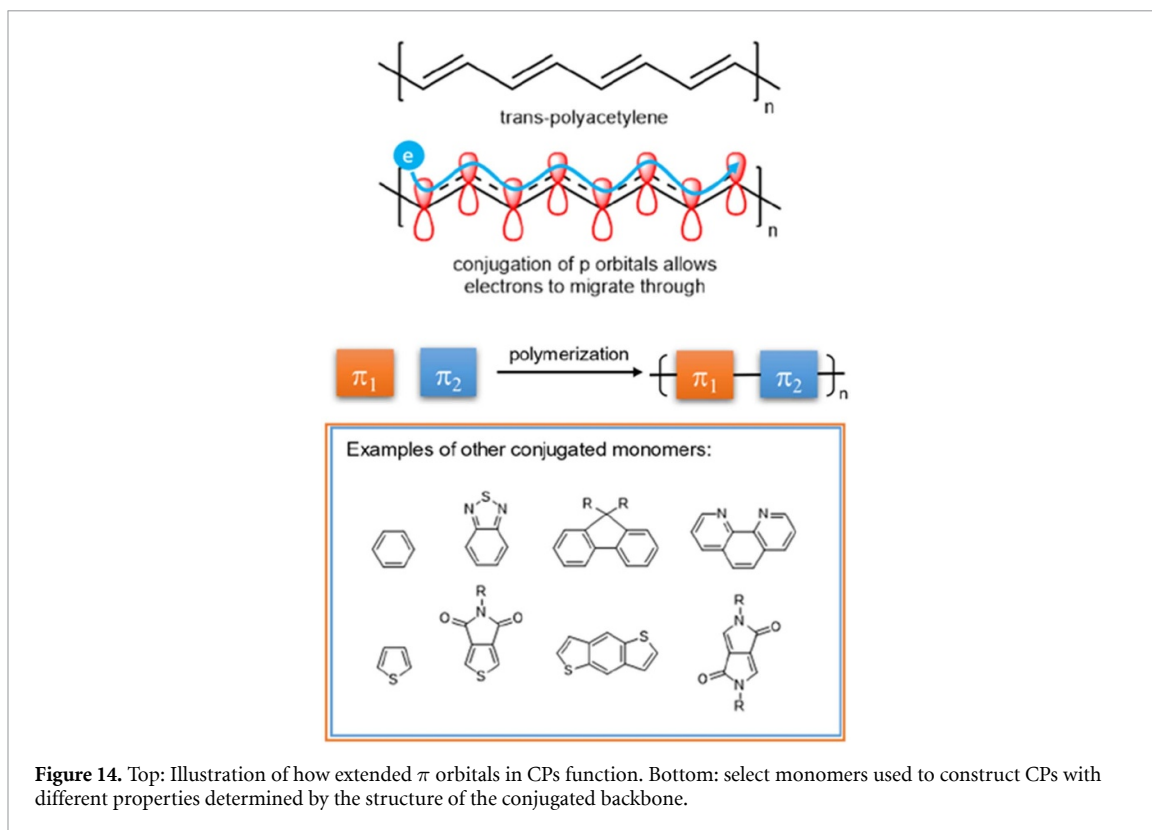 n
trans-polyacetylene
e
n
conjugation of p orbitals allows
electrons to migrate through
π1 π2 polymerization π1 π2 n
Examples of other conjugated monomers:
S
N N
R R
N N
R
N
O O
S
S
S
S
R
N
O
O
N
R
Figure 14. Top: Illustration of how extended π orbitals in CPs function. Bottom: select monomers used to construct CPs with
different properties determined by the structure of the conjugated backbone.